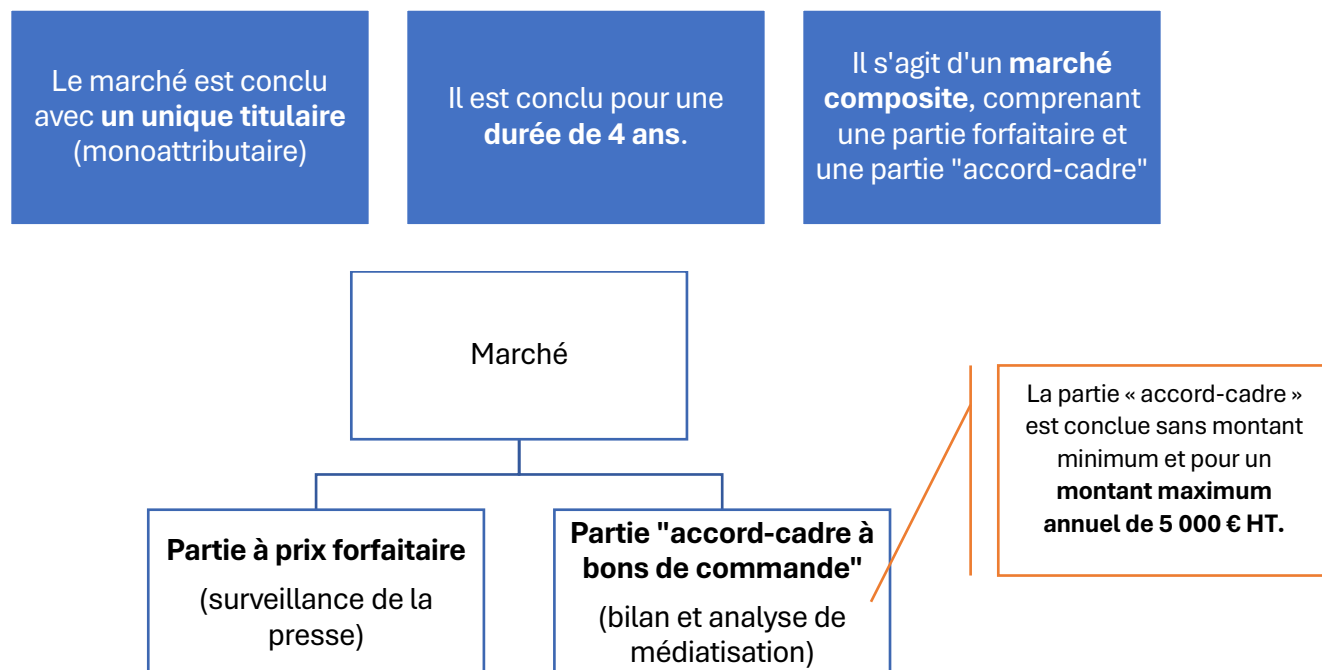 Le marché est conclu
avec un unique titulaire
(monoattributaire)
Il est conclu pour une
durée de 4 ans.
Il s'agit d'un marché
composite, comprenant
une partie forfaitaire et
une partie "accord-cadre"
Marché
Partie à prix forfaitaire
(surveillance de la
presse)
Partie "accord-cadre à
bons de commande"
(bilan et analyse de
médiatisation)
La partie « accord-cadre »
est conclue sans montant
minimum et pour un
montant maximum
annuel de 5 000 € HT.